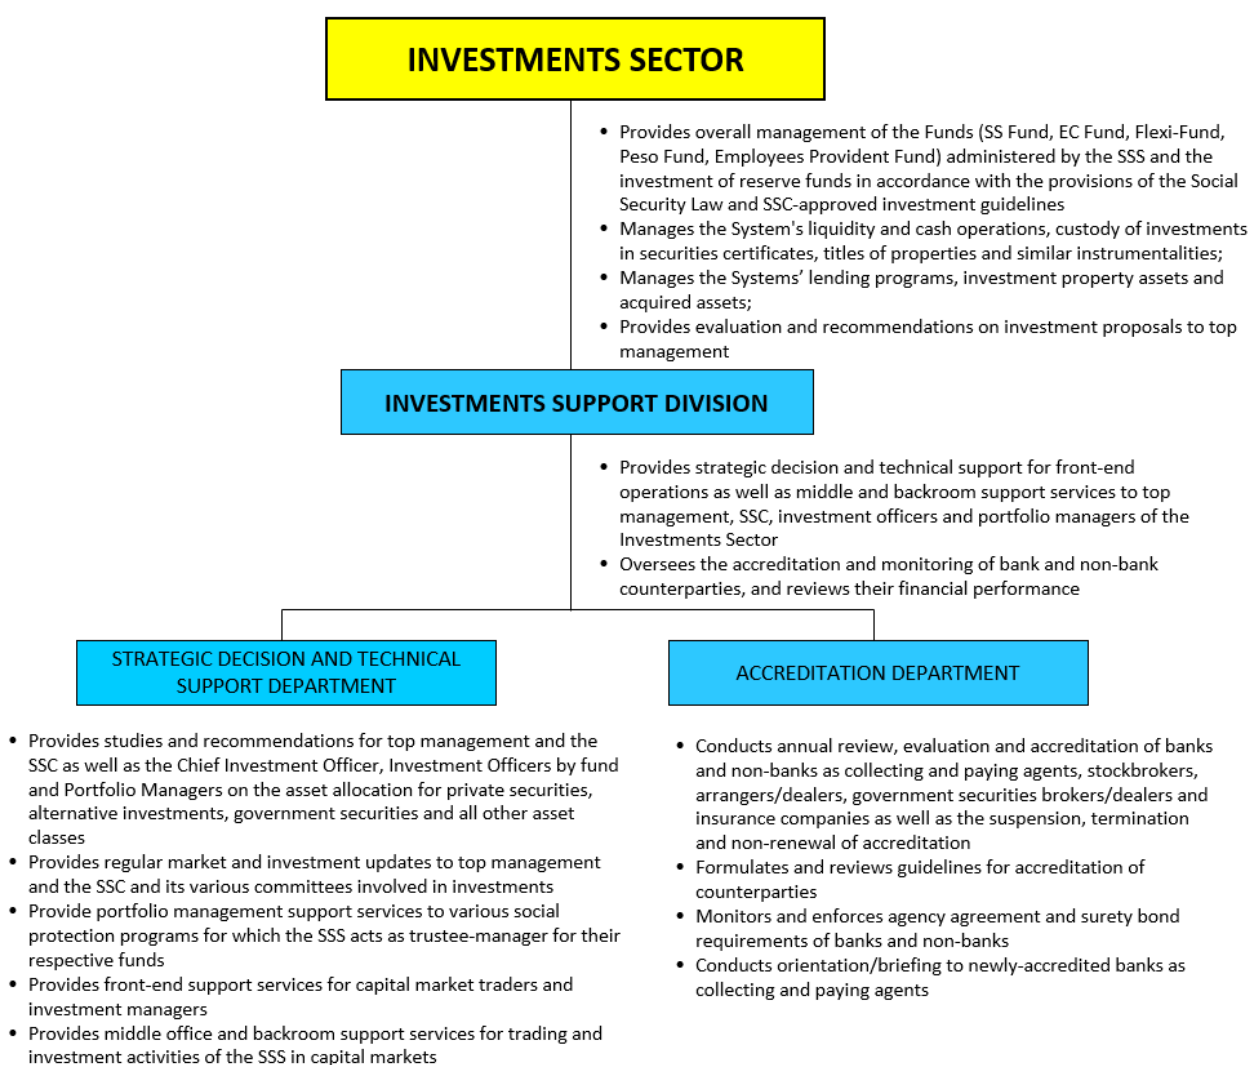 INVESTMENTS SECTOR
• Provides overall management of the Funds (SS Fund, EC Fund, Flexi-Fund,
Peso Fund, Employees Provident Fund) administered by the SSS and the
investment of reserve funds in accordance with the provisions of the Social
Security Law and SSC-approved investment guidelines
• Manages the System's liquidity and cash operations, custody of investments
in securities certificates, titles of properties and similar instrumentalities;
• Manages the Systems’ lending programs, investment property assets and
acquired assets;
• Provides evaluation and recommendations on investment proposals to top
management
INVESTMENTS SUPPORT DIVISION
• Provides strategic decision and technical support for front-end
operations as well as middle and backroom support services to top
management, SSC, investment officers and portfolio managers of the
Investments Sector
• Oversees the accreditation and monitoring of bank and non-bank
counterparties, and reviews their financial performance
STRATEGIC DECISION AND TECHNICAL
SUPPORT DEPARTMENT
• Provides studies and recommendations for top management and the
SSC as well as the Chief Investment Officer, Investment Officers by fund
and Portfolio Managers on the asset allocation for private securities,
alternative investments, government securities and all other asset
classes
• Provides regular market and investment updates to top management
and the SSC and its various committees involved in investments
• Provide portfolio management support services to various social
protection programs for which the SSS acts as trustee-manager for their
respective funds
• Provides front-end support services for capital market traders and
investment managers
• Provides middle office and backroom support services for trading and
investment activities of the SSS in capital markets
ACCREDITATION DEPARTMENT
• Conducts annual review, evaluation and accreditation of banks
and non-banks as collecting and paying agents, stockbrokers,
arrangers/dealers, government securities brokers/dealers and
insurance companies as well as the suspension, termination
and non-renewal of accreditation
• Formulates and reviews guidelines for accreditation of
counterparties
• Monitors and enforces agency agreement and surety bond
requirements of banks and non-banks
• Conducts orientation/briefing to newly-accredited banks as
collecting and paying agents